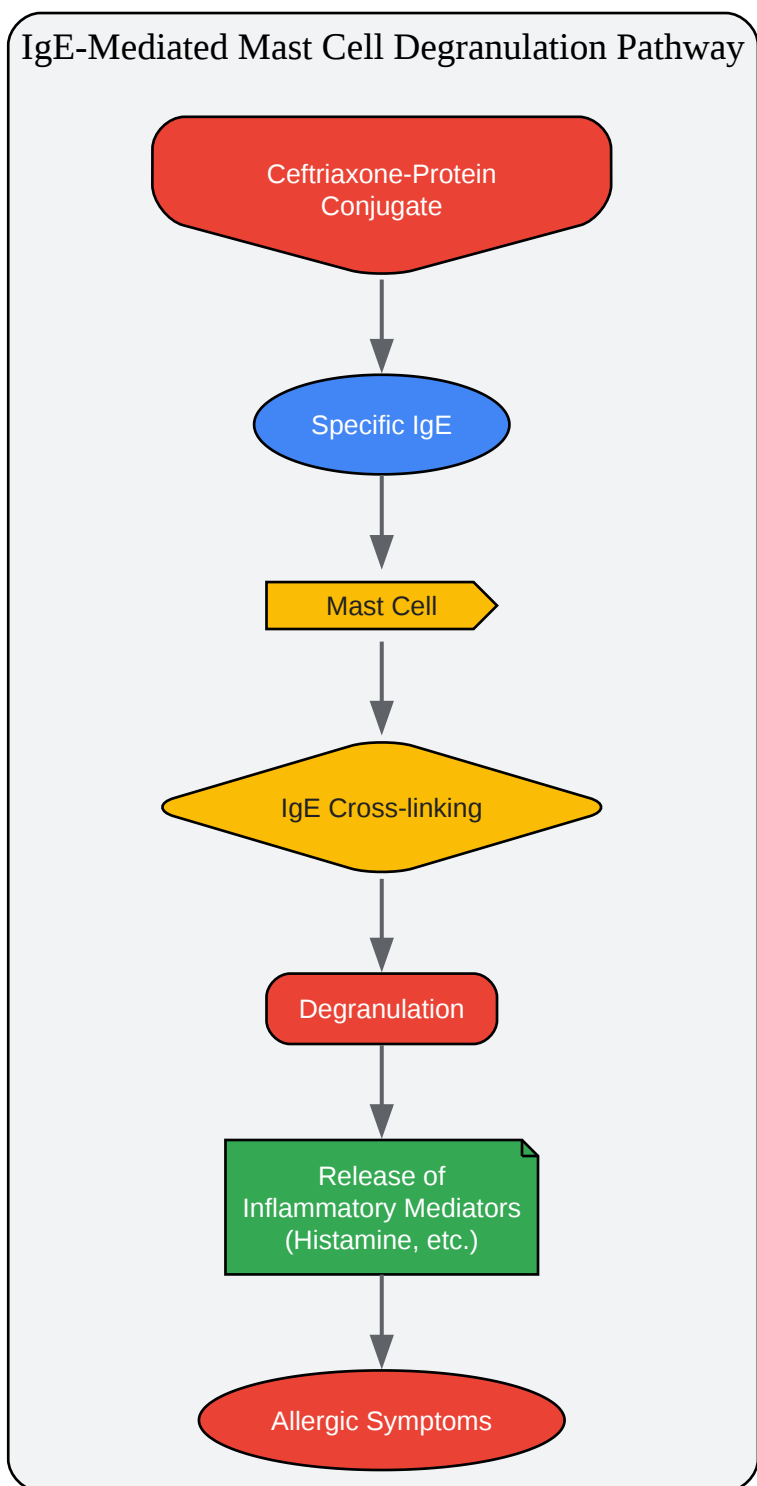 IgE-Mediated Mast Cell Degranulation Pathway
Ceftriaxone-Protein
Conjugate
Specific IgE
Mast Cell
IgE Cross-linking
Degranulation
Release of
Inflammatory Mediators
(Histamine, etc.)
Allergic Symptoms